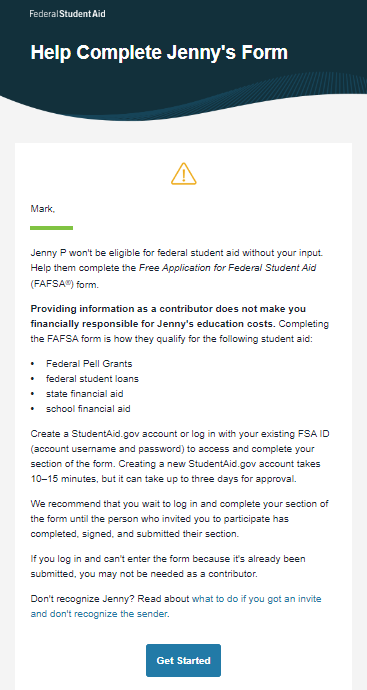 Federal Student Aid
Help Complete Jenny's Form
Mark,
Jenny P won't be eligible for federal student aid without your input.
Help them complete the Free Application for Federal Student Aid
(FAFSA®) form.
Providing information as a contributor does not make you
financially responsible for Jenny's education costs. Completing
the FAFSA form is how they qualify for the following student aid:
• Federal Pell Grants
• federal student loans
• state financial aid
• school financial aid
Create a StudentAid.gov account or log in with your existing FSA ID
(account username and password) to access and complete your
section of the form. Creating a new StudentAid.gov account takes
10–15 minutes, but it can take up to three days for approval.
We recommend that you wait to log in and complete your section of
the form until the person who invited you to participate has
completed, signed, and submitted their section.
If you log in and can't enter the form because it's already been
submitted, you may not be needed as a contributor.
Don't recognize Jenny? Read about what to do if you got an invite
and don't recognize the sender.
Get Started